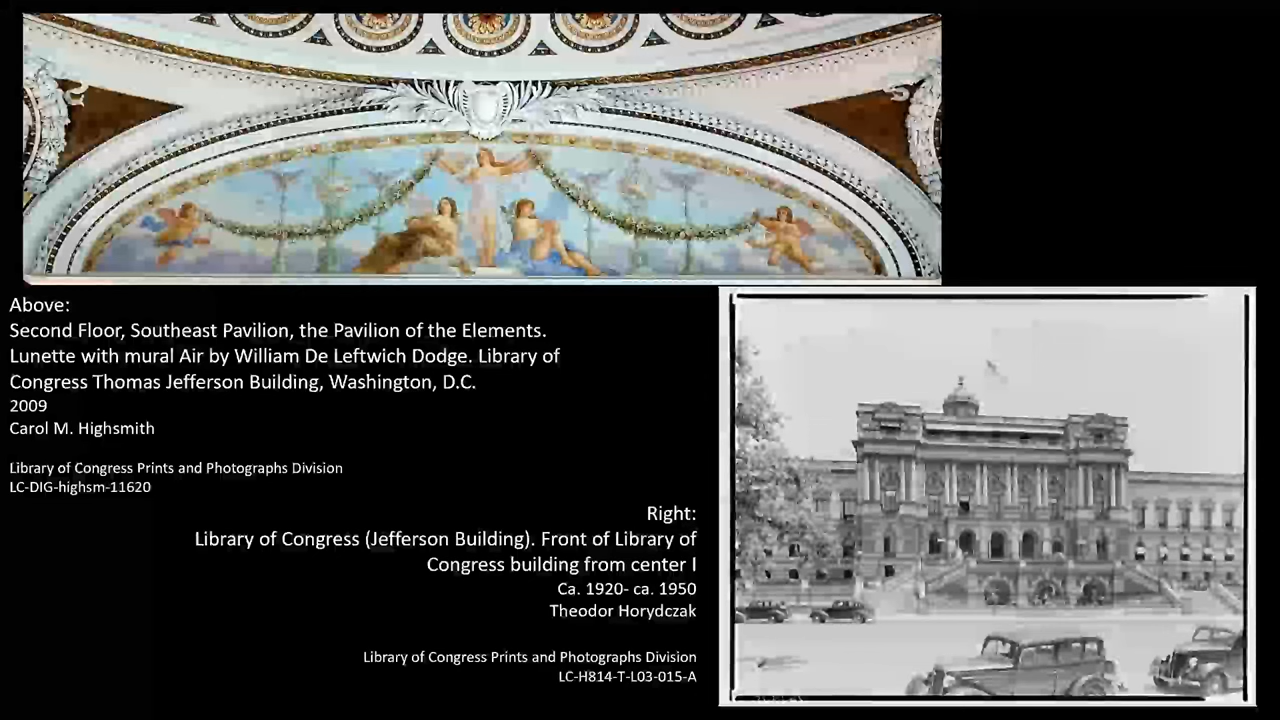 Above:
Second Floor, Southeast Pavilion, the Pavilion of the Elements.
Lunette with mural Air by William De Leftwich Dodge. Library of
Congress Thomas Jefferson Building, Washington, D.C.
2009
Carol M. Highsmith
Library of Congress Prints and Photographs Division
LC-DIG-highsm-11620
Right:
Library of Congress (Jefferson Building). Front of Library of
Congress building from center I
Ca. 1920- ca. 1950
Theodor Horydczak
Library of Congress Prints and Photographs Division
LC-H814-T-L03-015-A